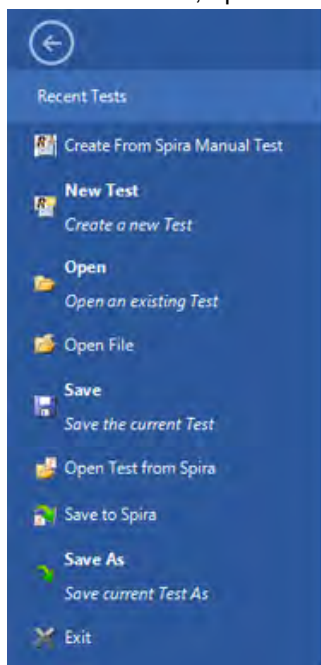 Recent Tests
Create From Spira Manual Test
New Test
Create a new Test
Open
Open an existing Test
Open File
Save
Save the current Test
Open Test from Spira
Save to Spira
Save As
Save current Test As
Exit